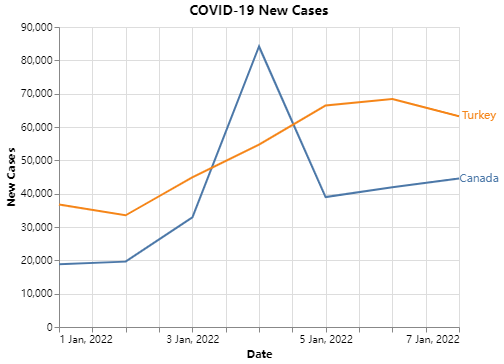 COVID-19 New Cases
90,000
80,000
70,000
60,000
50,000
40,000
30,000
20,000
10,000
0
New Cases
Turkey
Canada
1 Jan, 2022
3 Jan, 2022
5 Jan, 2022
7 Jan, 2022
Date